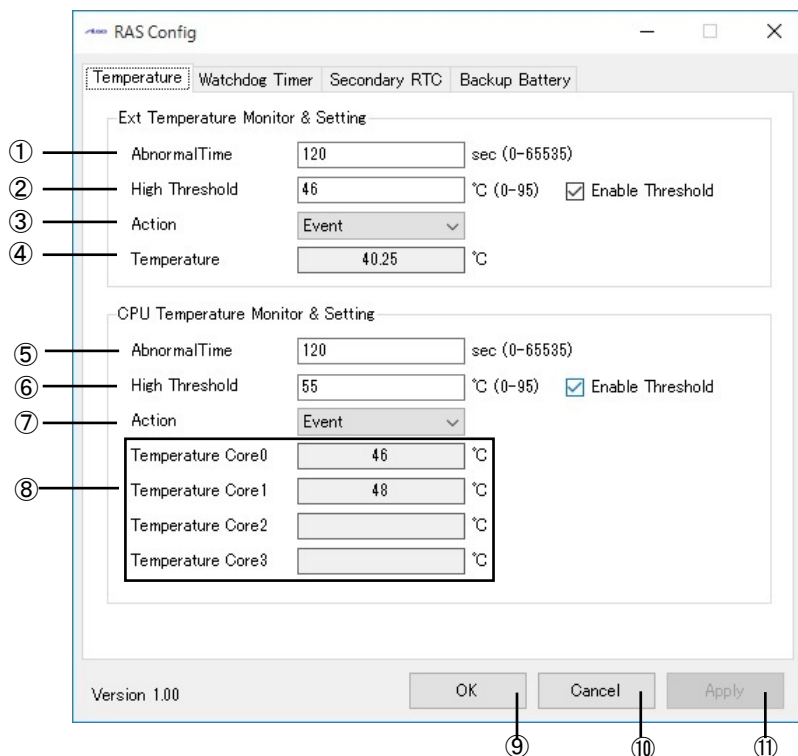 RAS Config
Temperature Watchdog Timer Secondary RTC Backup Battery
Ext Temperature Monitor & Setting
① AbnormalTime 120 sec (0-65535)
② High Threshold 46 °C (0-95) Enable Threshold
③ Action Event
④ Temperature 40.25 °C
CPU Temperature Monitor & Setting
⑤ AbnormalTime 120 sec (0-65535)
⑥ High Threshold 55 °C (0-95) Enable Threshold
⑦ Action Event
Temperature Core0 46 °C
⑧ Temperature Core1 48 °C
Temperature Core2 °C
Temperature Core3 °C
Version 1.00 OK Cancel Apply
⑨ ⑩ ⑪